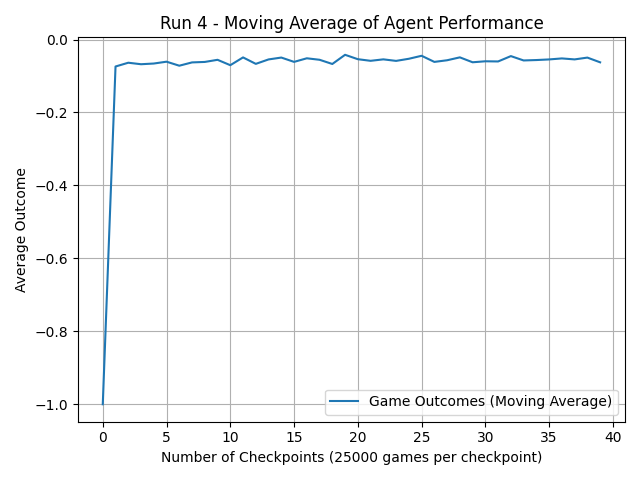 Run 4 - Moving Average of Agent Performance
Average Outcome
0.0
−0.2
−0.4
−0.6
−0.8
−1.0
Game Outcomes (Moving Average)
0 5 10 15 20 25 30 35 40
Number of Checkpoints (25000 games per checkpoint)